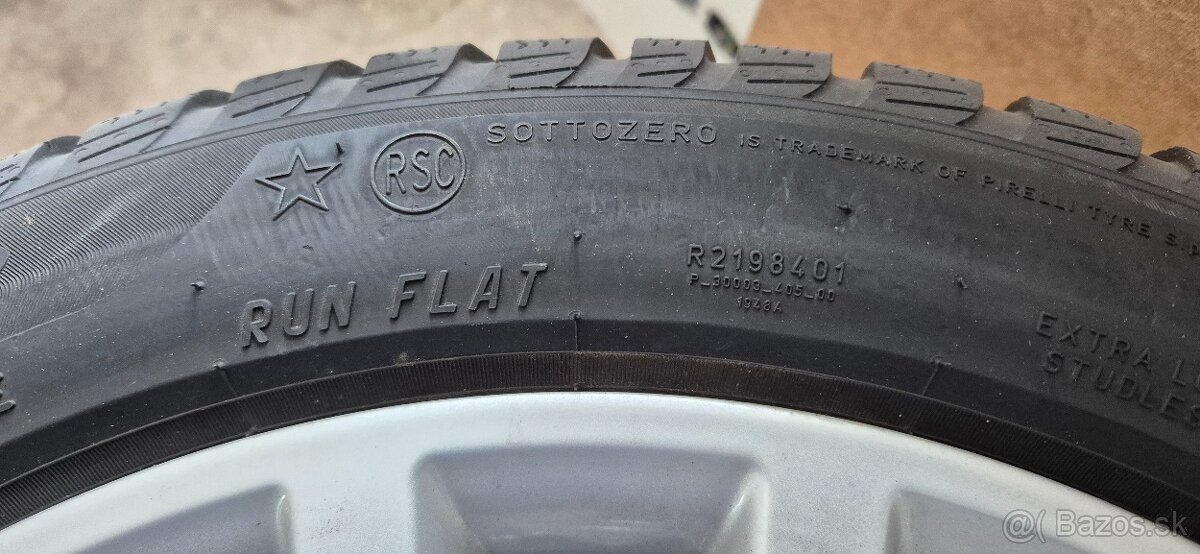 RSC
SOTTOZERO IS TRADEMARK OF PIRELLI TYRE
RUN FLAT
R2198401
P_30003_405_00
1948A
EXTRA
STUDLES
@( Bazos.sk